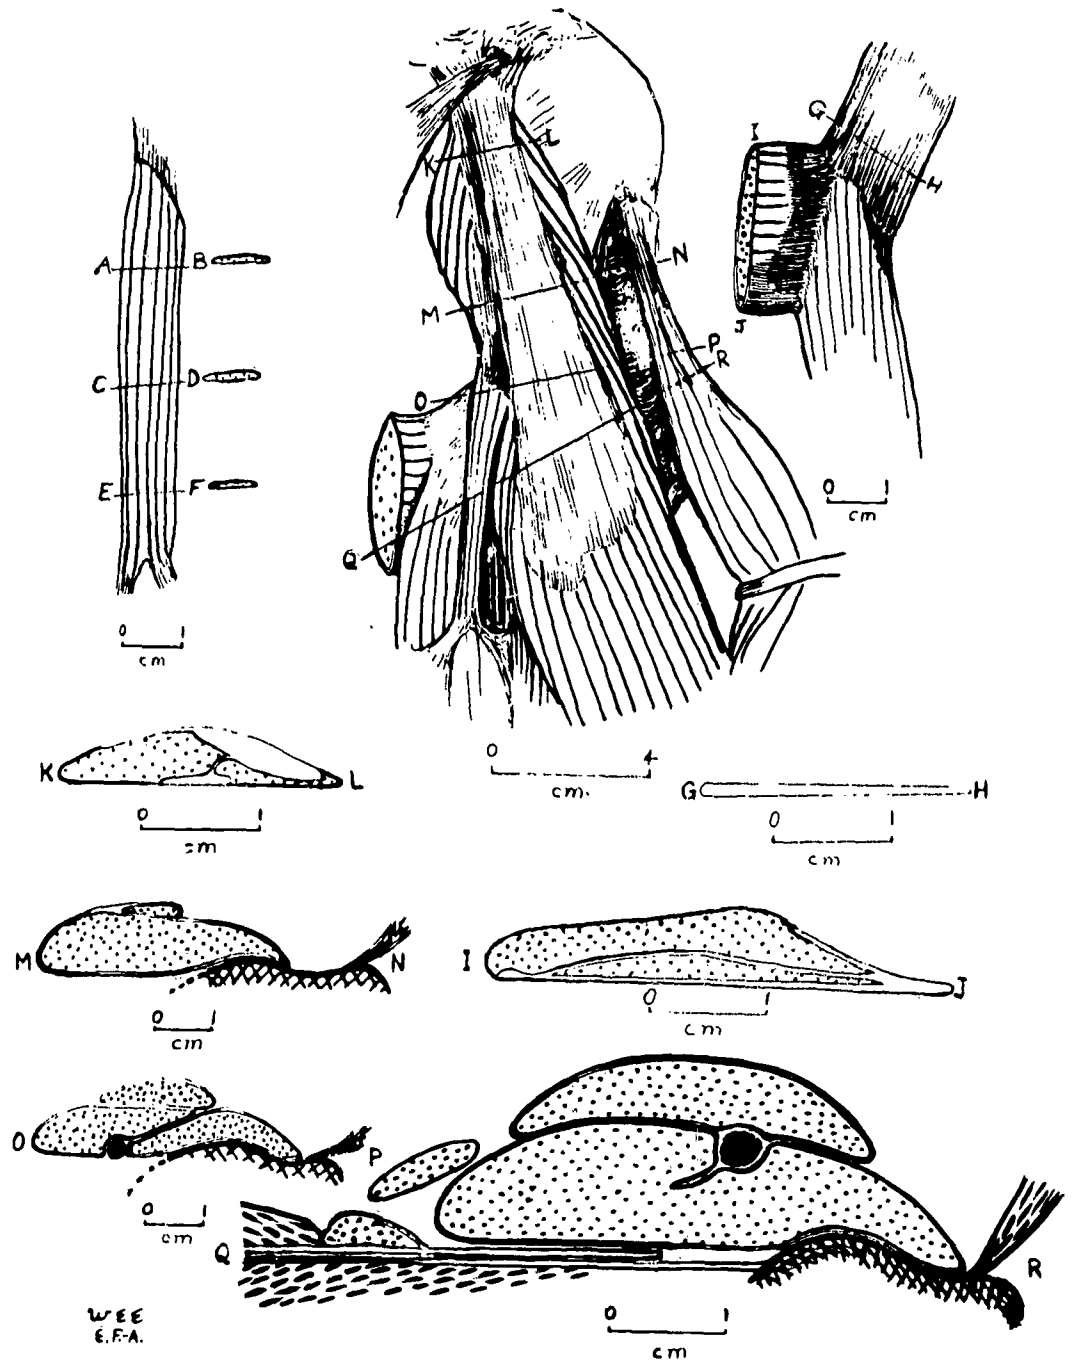 A B
C D
E F
0 1
cm
K L
M N
O P
R
Q
0 4
cm.
I G
H
J
0 1
cm
K L
0 1
cm
G H
0 1
cm
M N
0 1
cm
I J
0 1
cm
O P
0 1
cm
Q R
0 1
cm
WEE
E.F-A.